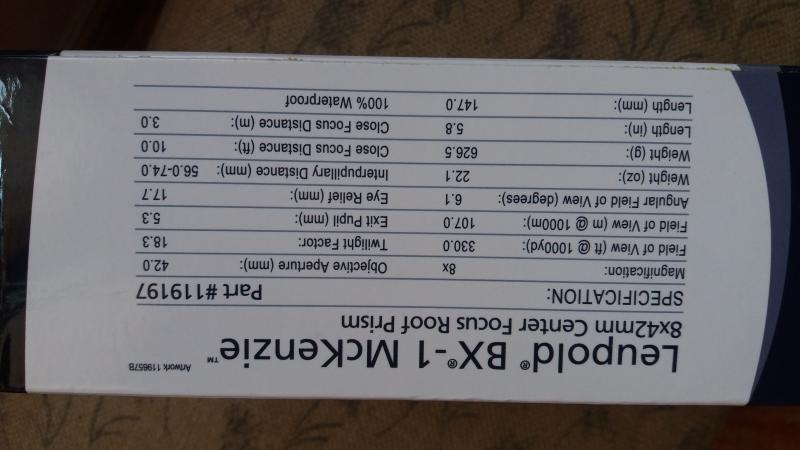 Leupold® BX®-1 McKenzie™
Artwork 119657B
8x42mm Center Focus Roof Prism
SPECIFICATION: Part #119197
Magnification: 8x Objective Aperture (mm): 42.0
Field of View (ft @ 1000yd): 330.0 Twilight Factor: 18.3
Field of View (m @ 1000m): 107.0 Exit Pupil (mm): 5.3
Angular Field of View (degrees): 6.1 Eye Relief (mm): 17.7
Weight (oz): 22.1 Interpupillary Distance (mm): 56.0-74.0
Weight (g): 626.5 Close Focus Distance (ft): 10.0
Length (in): 5.8 Close Focus Distance (m): 3.0
Length (mm): 147.0 100% Waterproof